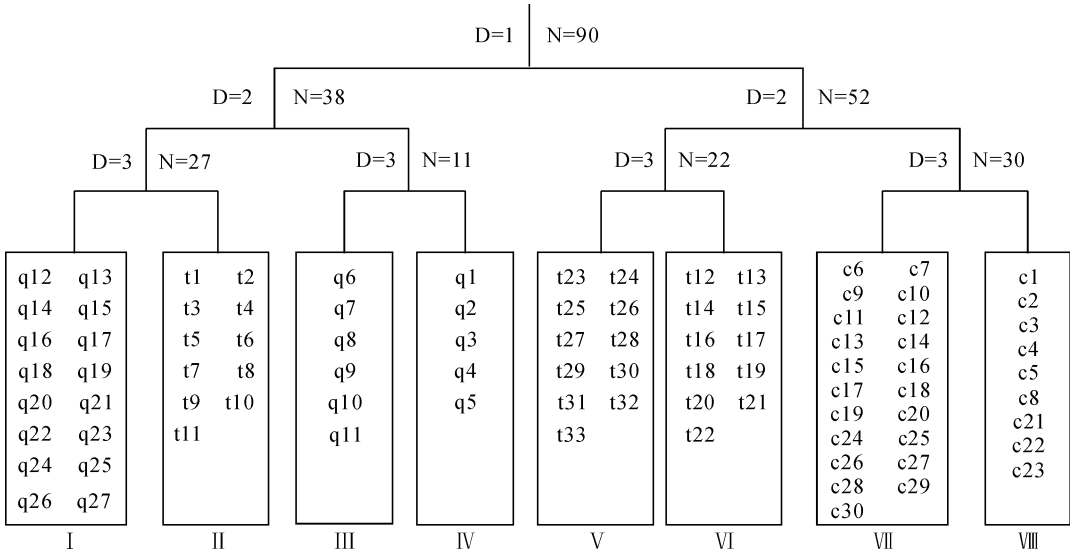 D=1 N=90
D=2 N=38 D=2 N=52
D=3 N=27 D=3 N=11 D=3 N=22 D=3 N=30
q12 q13
q14 q15
q16 q17
q18 q19
q20 q21
q22 q23
q24 q25
q26 q27
I
t1 t2
t3 t4
t5 t6
t7 t8
t9 t10
t11
II
q6
q7
q8
q9
q10
q11
III
q1
q2
q3
q4
q5
IV
t23 t24
t25 t26
t27 t28
t29 t30
t31 t32
t33
V
t12 t13
t14 t15
t16 t17
t18 t19
t20 t21
t22
VI
c6 c7
c9 c10
c11 c12
c13 c14
c15 c16
c17 c18
c19 c20
c24 c25
c26 c27
c28 c29
c30
VII
c1
c2
c3
c4
c5
c8
c21
c22
c23
VIII